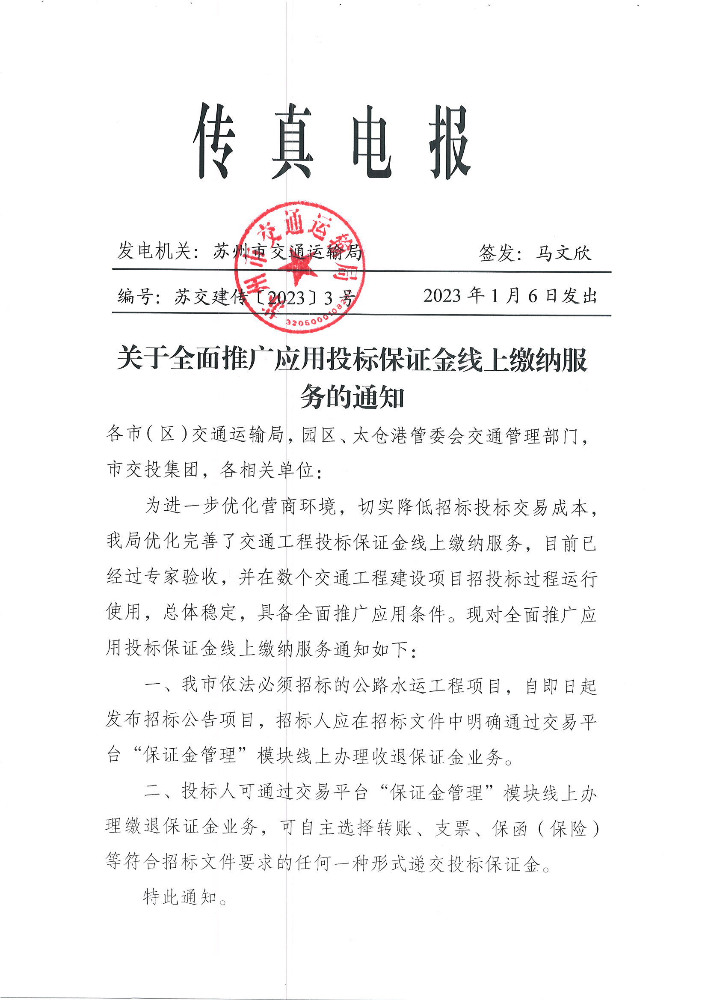 传真电报
发电机关：苏州市交通运输局 签发：马文欣
编号：苏交建传〔2023〕3号 2023年1月6日发出
苏州市交通运输局
关于全面推广应用投标保证金线上缴纳服
务的通知
各市（区）交通运输局，园区、太仓港管委会交通管理部门，
市交投集团，各相关单位：
为进一步优化营商环境，切实降低招标投标交易成本，
我局优化完善了交通工程投标保证金线上缴纳服务，目前已
经过专家验收，并在数个交通工程建设项目招投标过程运行
使用，总体稳定，具备全面推广应用条件。现对全面推广应
用投标保证金线上缴纳服务通知如下：
一、我市依法必须招标的公路水运工程项目，自即日起
发布招标公告项目，招标人应在招标文件中明确通过交易平
台“保证金管理”模块线上办理收退保证金业务。
二、投标人可通过交易平台“保证金管理”模块线上办
理缴退保证金业务，可自主选择转账、支票、保函（保险）
等符合招标文件要求的任何一种形式递交投标保证金。
特此通知。